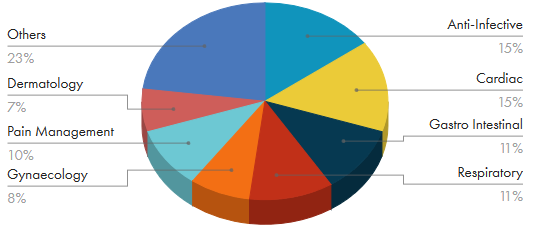 Others
23%
Dermatology
7%
Pain Management
10%
Gynaecology
8%
Anti-Infective
15%
Cardiac
15%
Gastro Intestinal
11%
Respiratory
11%